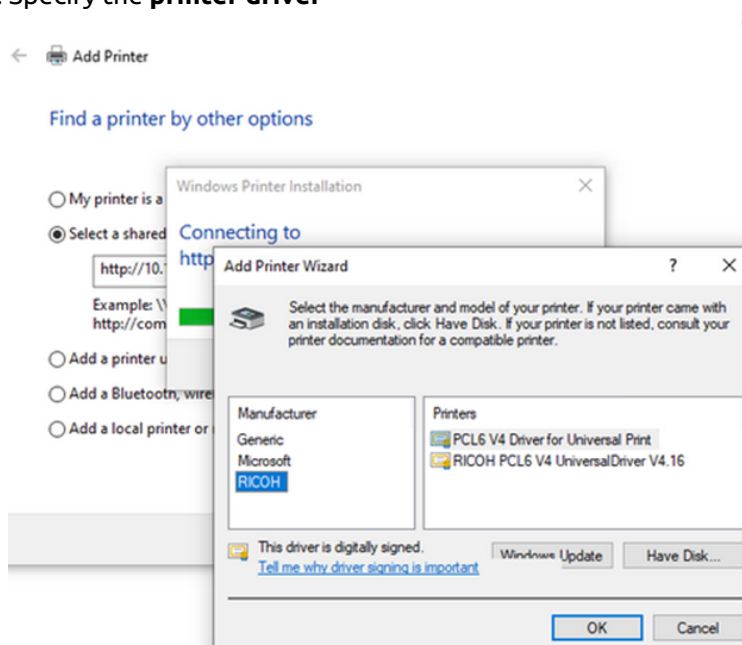 Specify the printer driver
Add Printer
Find a printer by other options
My printer is a
Select a shared
http://10.
Example: \\
http://com
Add a printer u
Add a Bluetooth, wire
Add a local printer or
Windows Printer Installation
Connecting to
http
Add Printer Wizard
Select the manufacturer and model of your printer. If your printer came with
an installation disk, click Have Disk. If your printer is not listed, consult your
printer documentation for a compatible printer.
Manufacturer
Generic
Microsoft
RICOH
Printers
PCL6 V4 Driver for Universal Print
RICOH PCL6 V4 UniversalDriver V4.16
This driver is digitally signed.
Tell me why driver signing is important
Windows Update
Have Disk...
OK
Cancel